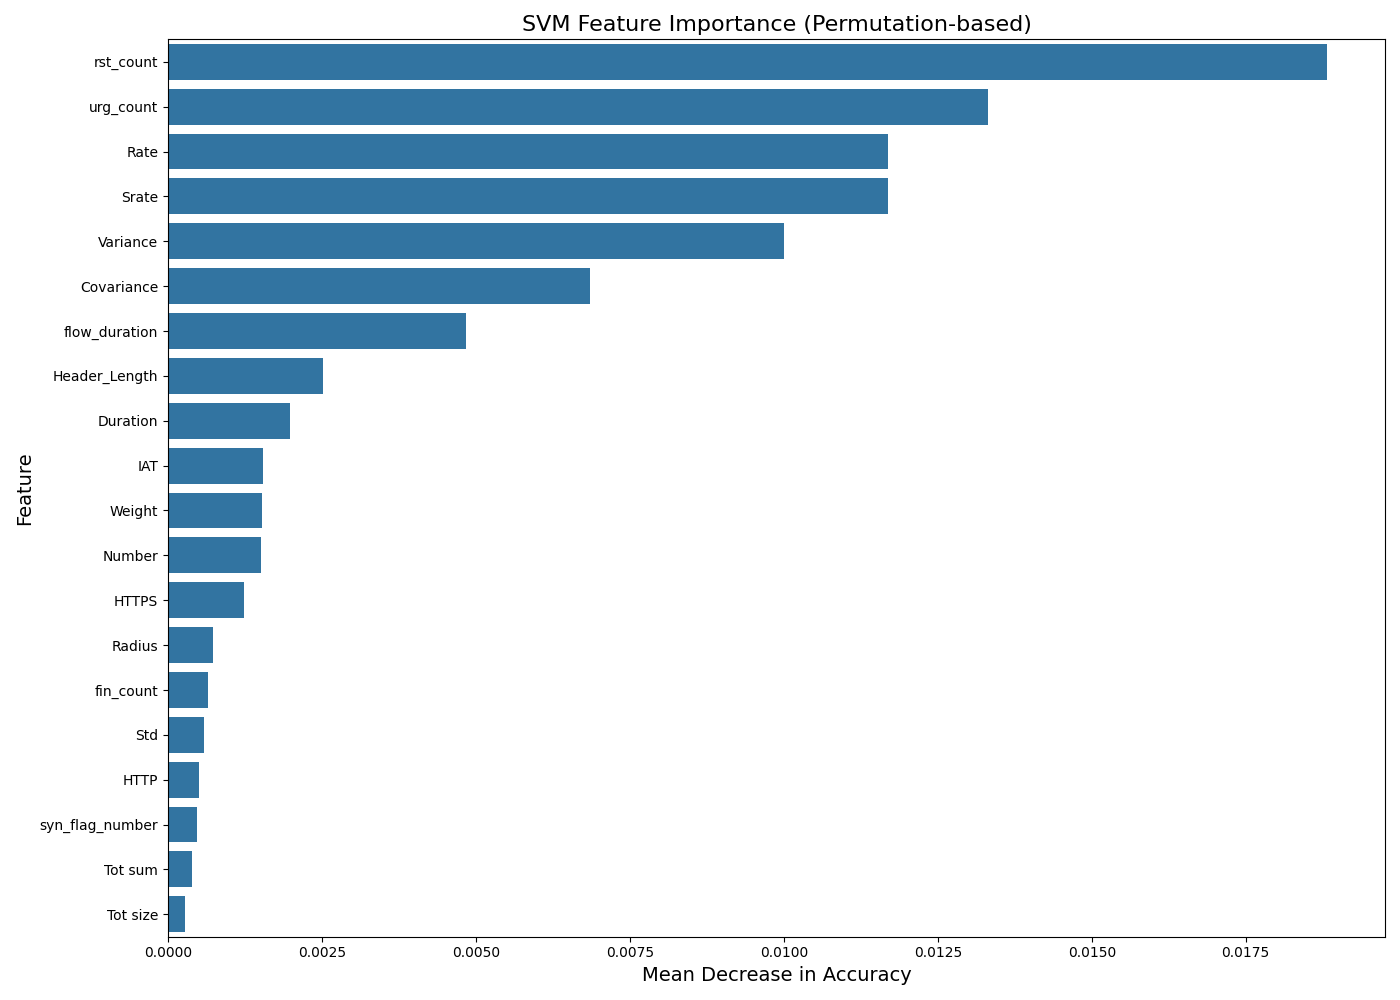 SVM Feature Importance (Permutation-based)
rst_count
urg_count
Rate
Srate
Variance
Covariance
flow_duration
Header_Length
Duration
IAT
Weight
Number
HTTPS
Radius
fin_count
Std
HTTP
syn_flag_number
Tot sum
Tot size
Feature
0.0000 0.0025 0.0050 0.0075 0.0100 0.0125 0.0150 0.0175
Mean Decrease in Accuracy